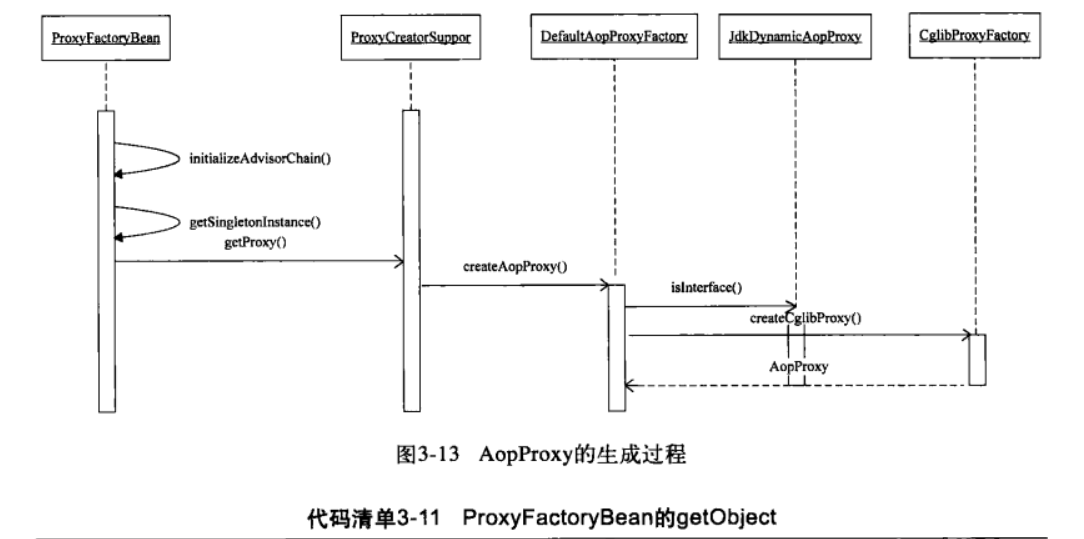 ProxyFactoryBean
ProxyCreatorSuppor
DefaultAopProxyFactory
JdkDynamicAopProxy
CglibProxyFactory
initializeAdvisorChain()
getSingletonInstance()
getProxy()
createAopProxy()
isInterface()
createCglibProxy()
AopProxy
图3-13 AopProxy的生成过程
代码清单3-11 ProxyFactoryBean的getObject